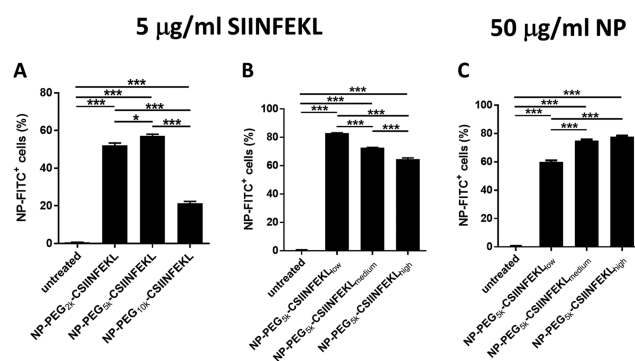 5 μg/ml SIINFEKL
50 μg/ml NP
A
NP-FITC⁺ cells (%)
80
60
40
20
0
***
***
***
***
*
***
untreated
NP-PEG₂ₖ-CSIINFEKL
NP-PEG₅ₖ-CSIINFEKL
NP-PEG₁₀ₖ-CSIINFEKL
B
NP-FITC⁺ cells (%)
100
80
60
40
20
0
***
***
***
***
***
***
untreated
NP-PEG5k-CSIINFEKLlow
NP-PEG5k-CSIINFEKLmedium
NP-PEG5k-CSIINFEKLhigh
C
NP-FITC⁺ cells (%)
100
80
60
40
20
0
***
***
***
***
***
untreated
NP-PEG5k-CSIINFEKLlow
NP-PEG5k-CSIINFEKLmedium
NP-PEG5k-CSIINFEKLhigh